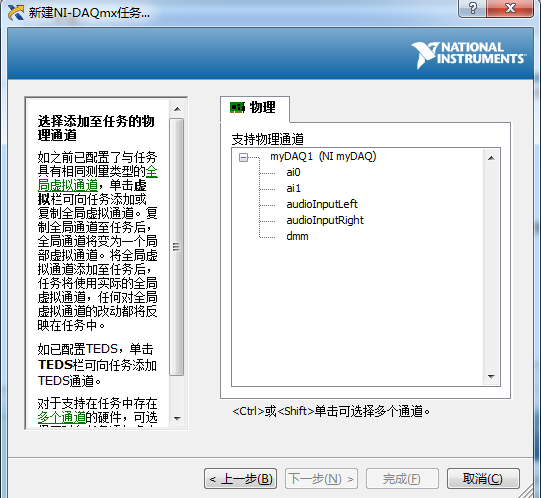 新建NI-DAQmx任务...
NATIONAL
INSTRUMENTS™
选择添加至任务的物
理通道
如之前已配置了与任务
具有相同测量类型的全
局虚拟通道，单击虚
拟栏可向任务添加或
复制全局虚拟通道。复
制全局通道至任务后，
全局通道将变为一个局
部虚拟通道。将全局虚
拟通道添加至任务后，
任务将使用实际的全局
虚拟通道，任何对全局
虚拟通道的改动都将反
映在任务中。
如已配置TEDS，单击
TEDS栏可向任务添加
TEDS通道。
对于支持在任务中存在
多个通道的硬件，可选
物理
支持物理通道
myDAQ1 (NI myDAQ)
ai0
ai1
audioInputLeft
audioInputRight
dmm
<Ctrl>或<Shift>单击可选择多个通道。
< 上一步(B)
下一步(N) >
完成(F)
取消(C)